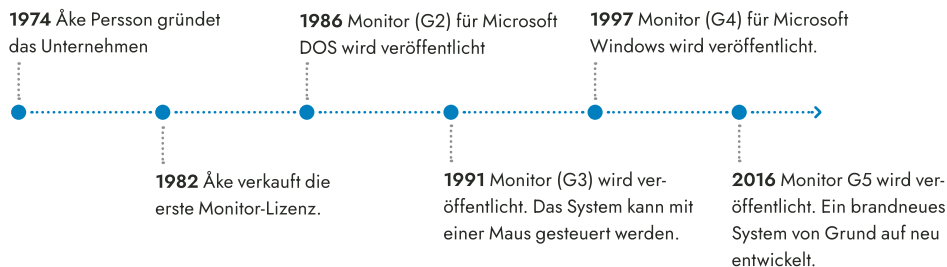 1974 Åke Persson gründet
das Unternehmen
1982 Åke verkauft die
erste Monitor-Lizenz.
1986 Monitor (G2) für Microsoft
DOS wird veröffentlicht
1991 Monitor (G3) wird ver-
öffentlicht. Das System kann mit
einer Maus gesteuert werden.
1997 Monitor (G4) für Microsoft
Windows wird veröffentlicht.
2016 Monitor G5 wird ver-
öffentlicht. Ein brandneues
System von Grund auf neu
entwickelt.